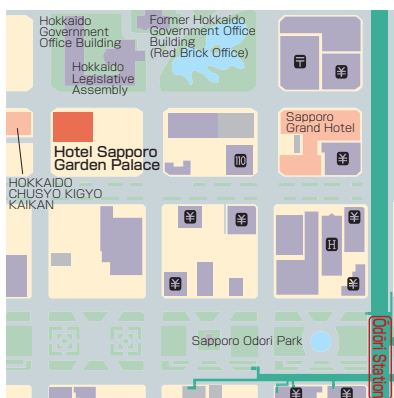 Hokkaido
Government
Office Building
Former Hokkaido
Government Office
Building
(Red Brick Office)
Hokkaido
Legislative
Assembly
〒
¥
Sapporo
Grand Hotel
Hotel Sapporo
Garden Palace
110
¥
HOKKAIDO
CHUSYO KIGYO
KAIKAN
¥
¥
¥
H
¥
¥
Sapporo Odori Park
Odori Station
¥
¥